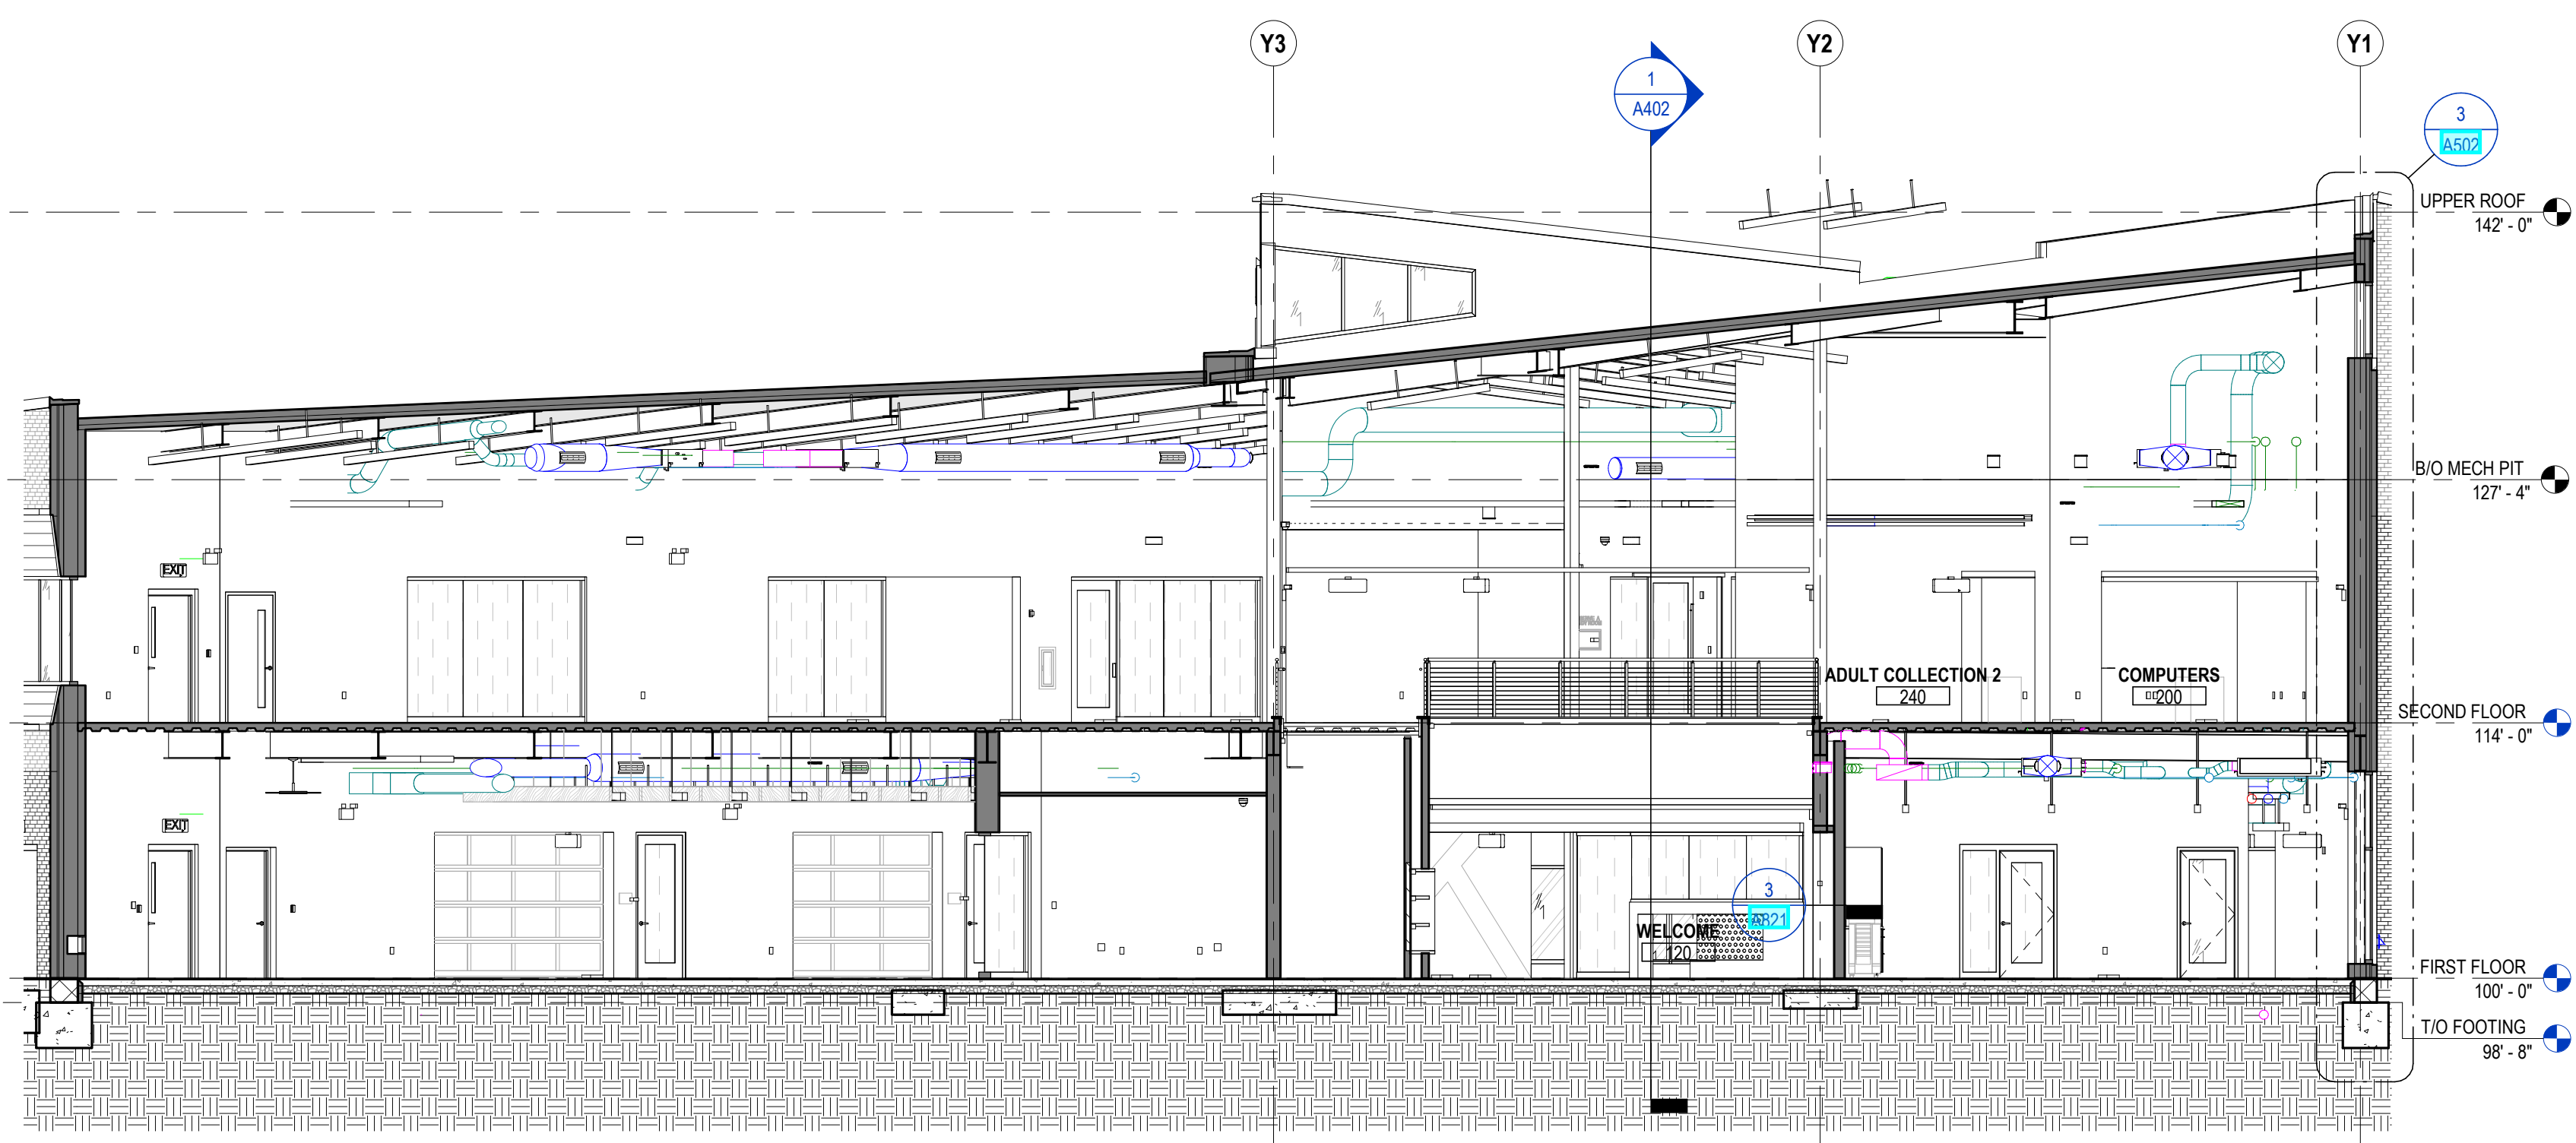 Y3
Y2
Y1
1
A402
3
A502
UPPER ROOF
142' - 0"
B/O MECH PIT
127' - 4"
EXIT
ADULT COLLECTION 2
240
COMPUTERS
200
SECOND FLOOR
114' - 0"
EXIT
3
A821
WELCOME
120
FIRST FLOOR
100' - 0"
T/O FOOTING
98' - 8"